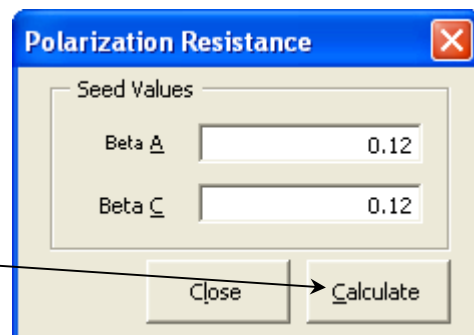 Polarization Resistance
Seed Values
Beta A 0.12
Beta C 0.12
Close Calculate